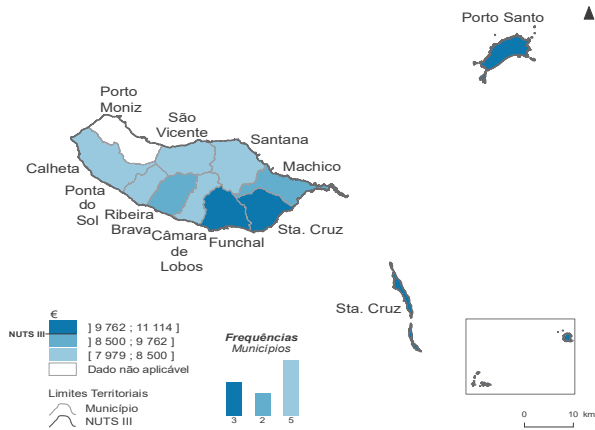 Porto Santo
Porto
Moniz
São
Vicente
Santana
Machico
Calheta
Ponta
do
Sol
Ribeira
Brava
Câmara
de
Lobos
Funchal
Sta. Cruz
Sta. Cruz
€
NUTS III
] 9 762 ; 11 114 ]
] 8 500 ; 9 762 ]
[ 7 979 ; 8 500 ]
Dado não aplicável
Limites Territoriais
Município
NUTS III
Frequências
Municípios
3 2 5
0 10 km